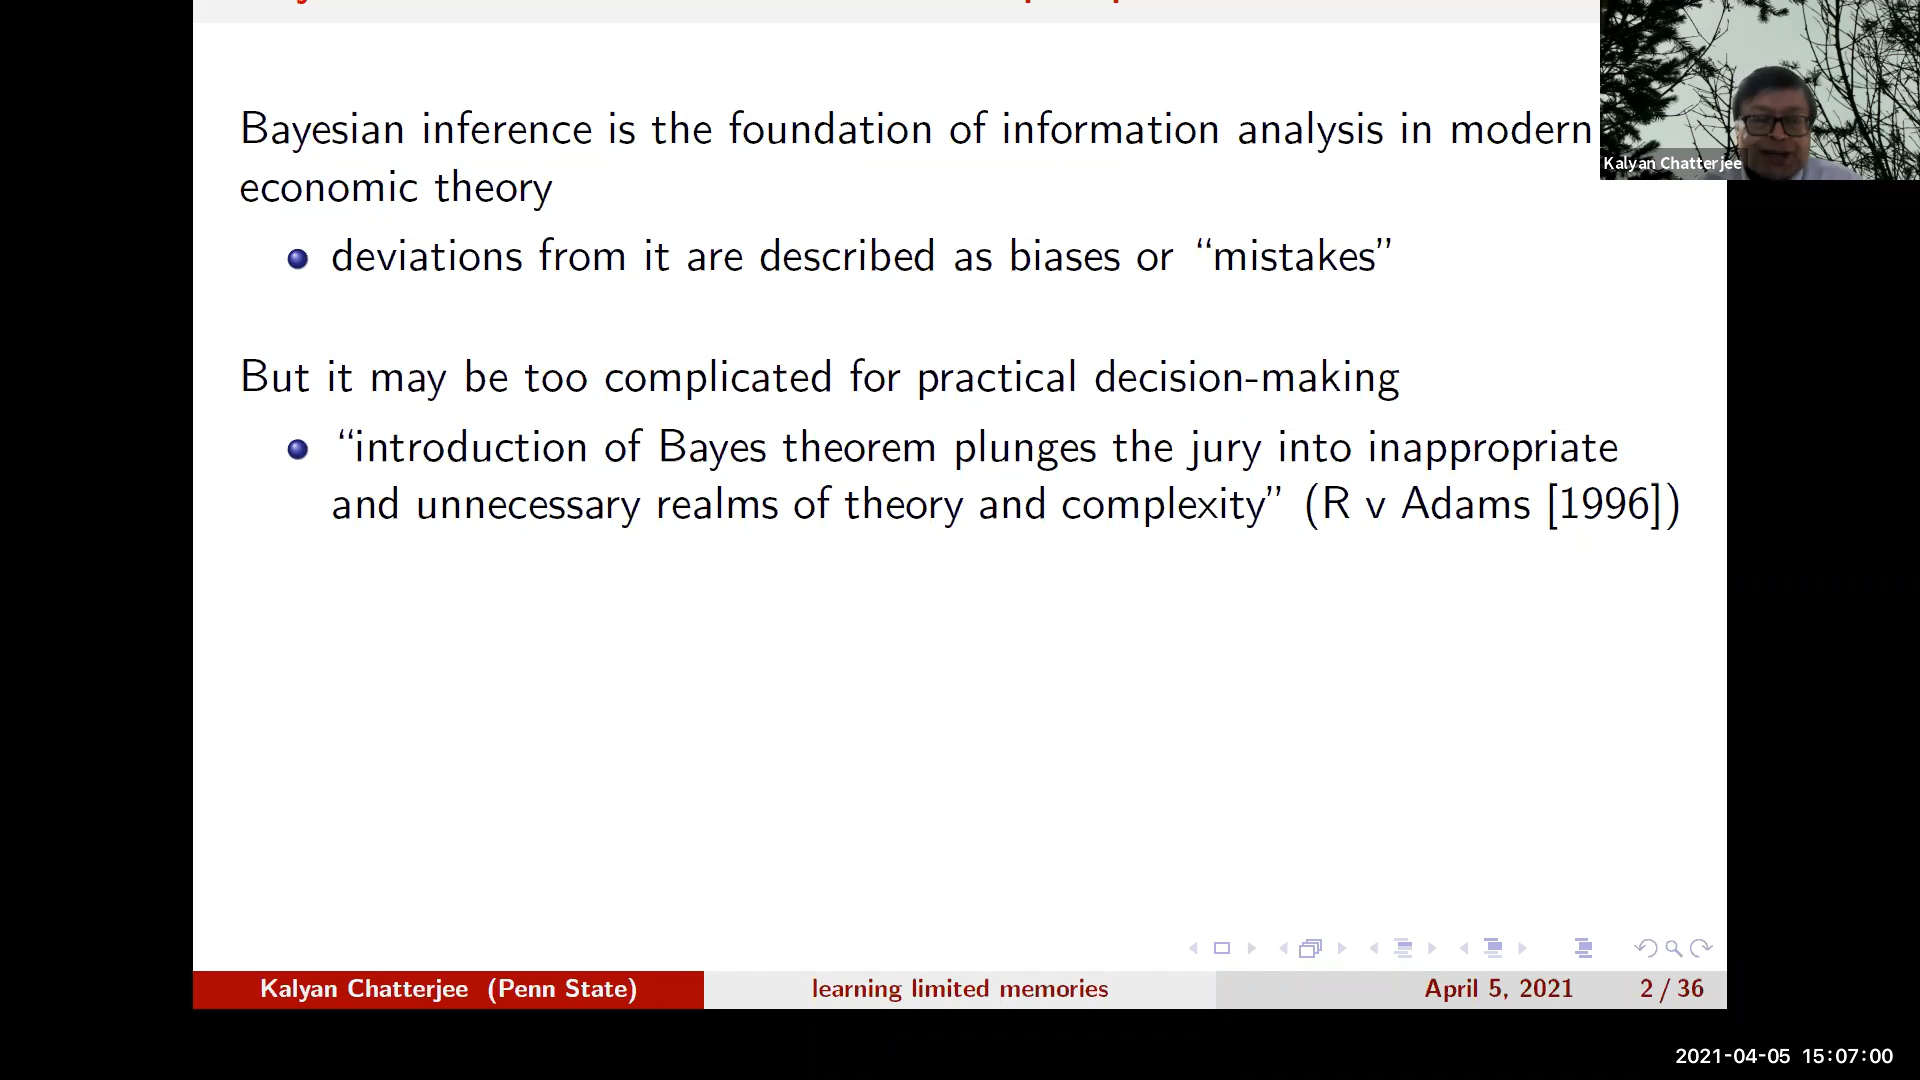 Bayesian inference is the foundation of information analysis in modern
economic theory
deviations from it are described as biases or “mistakes”
But it may be too complicated for practical decision-making
“introduction of Bayes theorem plunges the jury into inappropriate
and unnecessary realms of theory and complexity” (R v Adams [1996])
Kalyan Chatterjee
Kalyan Chatterjee (Penn State)
learning limited memories
April 5, 2021
2 / 36
2021-04-05 15:07:00